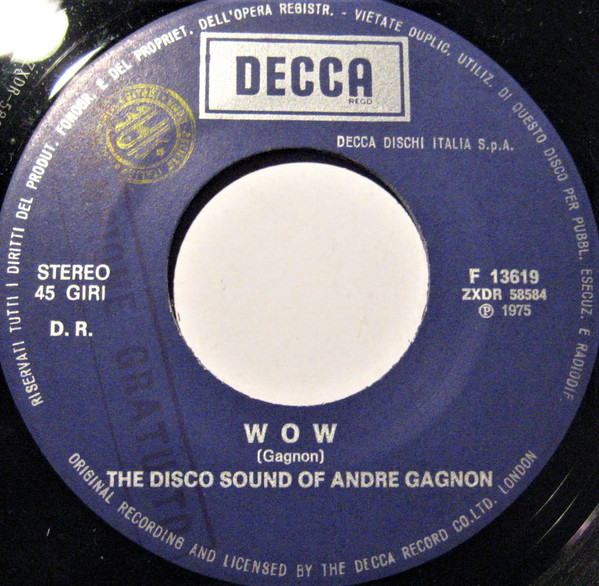 RISERVATI TUTTI I DIRITTI DEL PRODUT. FONOGR. E DEL PROPRIET. DELL'OPERA REGISTR. - VIETATE DUPLIC. UTILIZ. DI QUESTO DISCO PER PUBBL. ESECUZ. E RADIODIF.
DECCA
REGD
DECCA DISCHI ITALIA S.p.A.
STEREO
45 GIRI
D. R.
F 13619
ZXDR 58584
Ⓟ 1975
GRATUITO
WOW
(Gagnon)
THE DISCO SOUND OF ANDRE GAGNON
ORIGINAL RECORDING AND LICENSED BY THE DECCA RECORD CO. LTD. LONDON